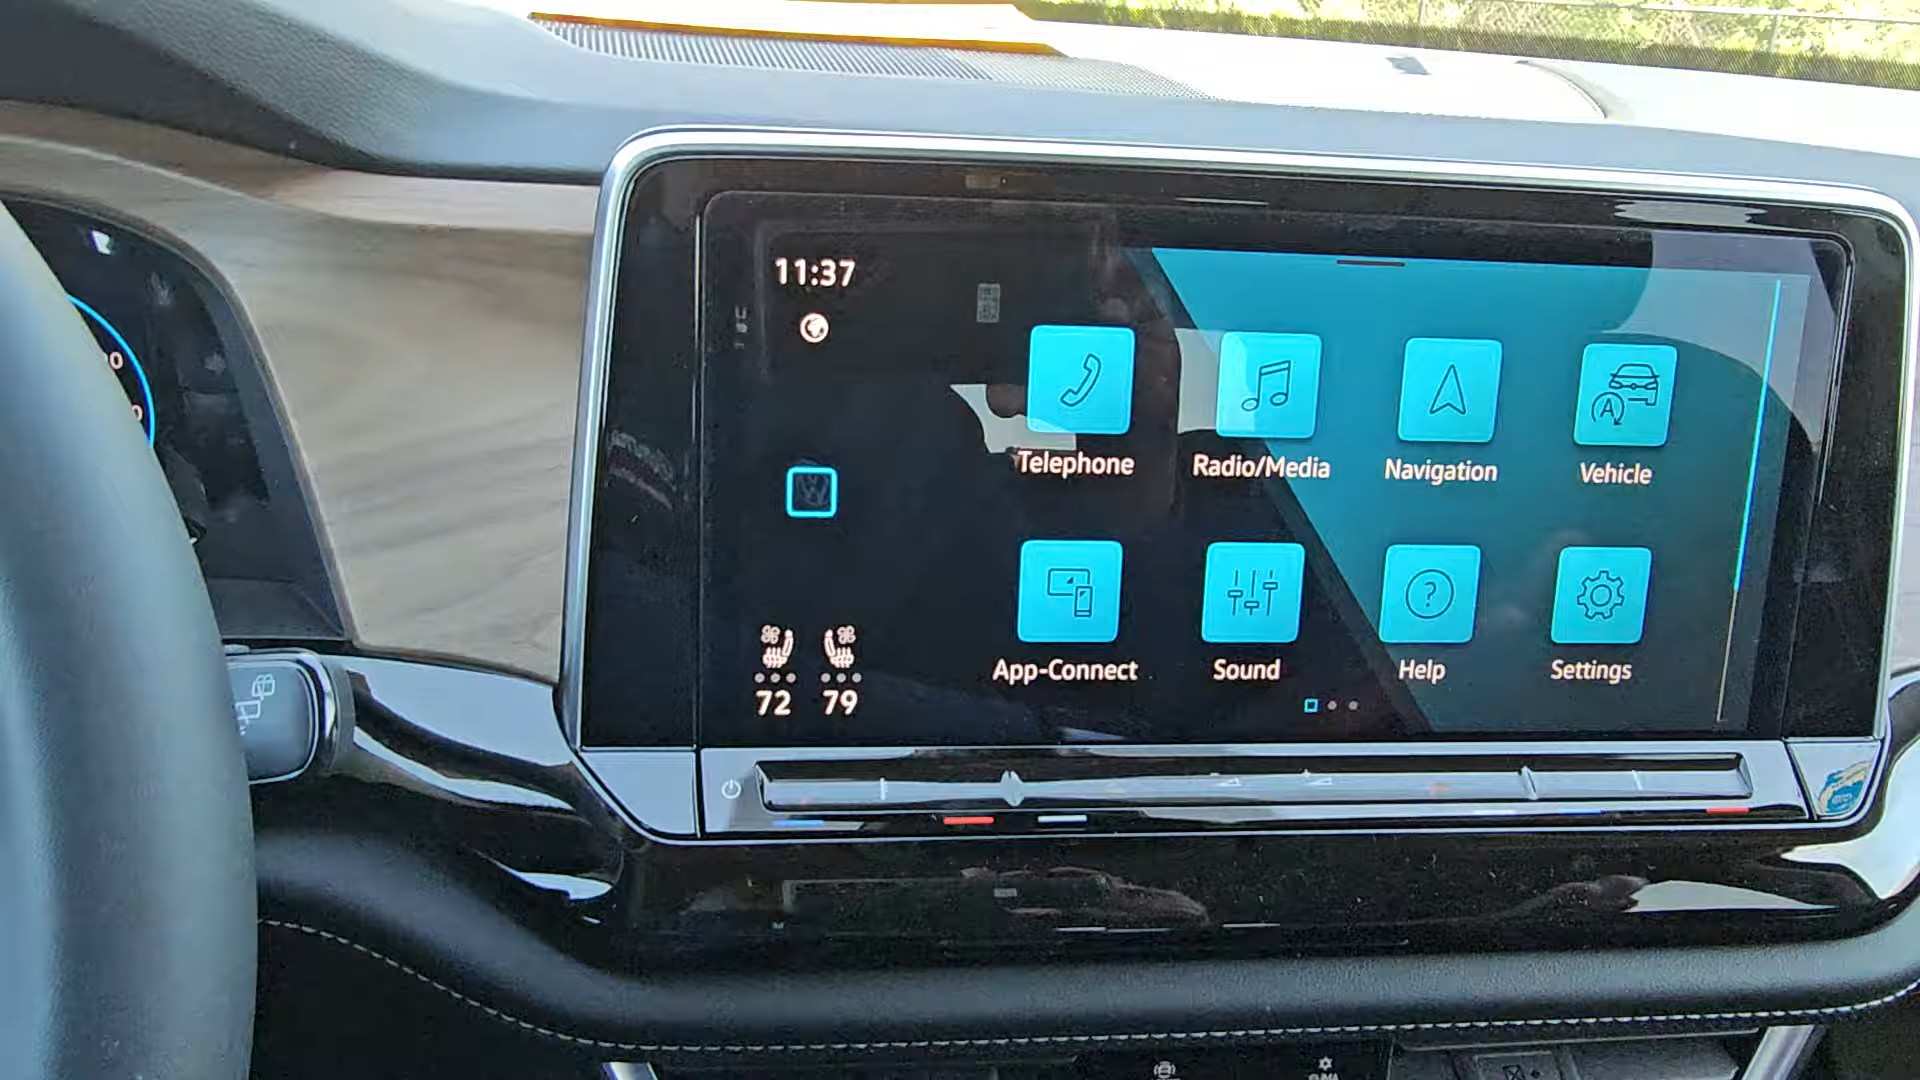 11:37
Telephone
Radio/Media
Navigation
A
Vehicle
App-Connect
Sound
?
Help
Settings
72 79